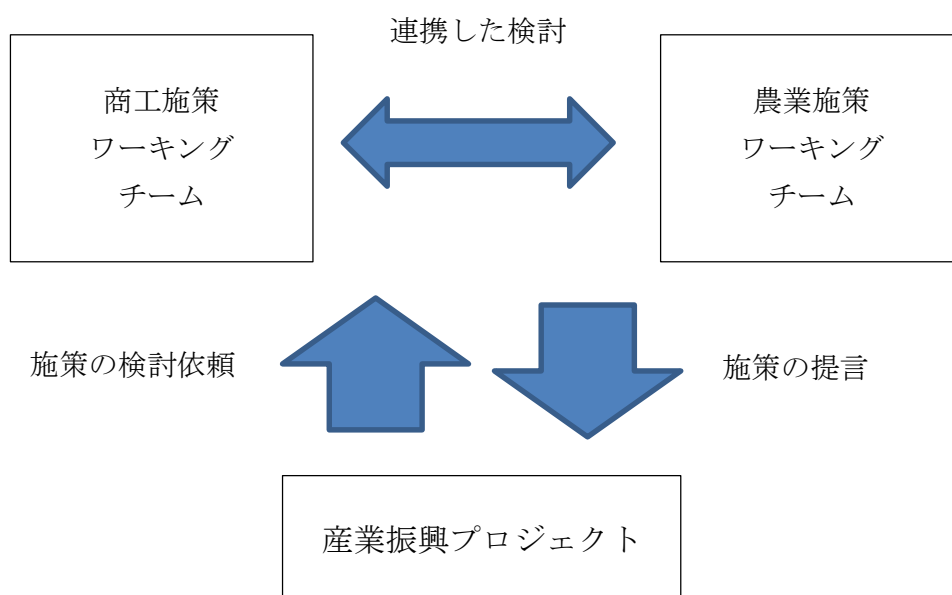 連携した検討
商工施策
ワーキング
チーム
農業施策
ワーキング
チーム
施策の検討依頼
施策の提言
産業振興プロジェクト